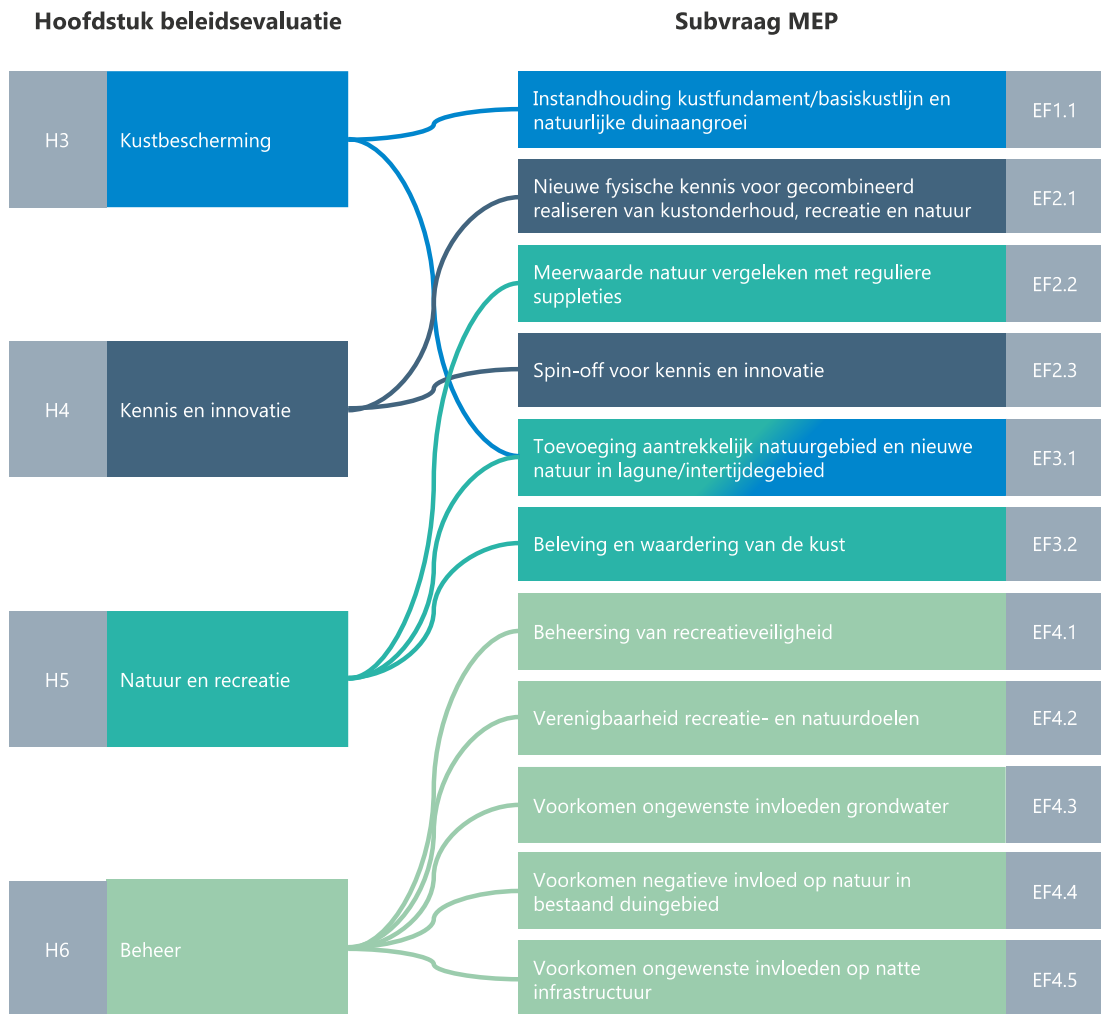 Hoofdstuk beleidsevaluatie
Subvraag MEP
H3
Kustbescherming
H4
Kennis en innovatie
H5
Natuur en recreatie
H6
Beheer
Instandhouding kustfundament/basiskustlijn en
natuurlijke duinaangroei
EF1.1
Nieuwe fysische kennis voor gecombineerd
realiseren van kustonderhoud, recreatie en natuur
EF2.1
Meerwaarde natuur vergeleken met reguliere
suppleties
EF2.2
Spin-off voor kennis en innovatie
EF2.3
Toevoeging aantrekkelijk natuurgebied en nieuwe
natuur in lagune/intertijdegebied
EF3.1
Beleving en waardering van de kust
EF3.2
Beheersing van recreatieveiligheid
EF4.1
Verenigbaarheid recreatie- en natuurdoelen
EF4.2
Voorkomen ongewenste invloeden grondwater
EF4.3
Voorkomen negatieve invloed op natuur in
bestaand duingebied
EF4.4
Voorkomen ongewenste invloeden op natte
infrastructuur
EF4.5